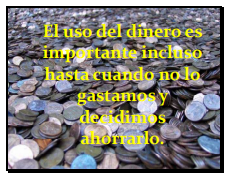 El uso del dinero es
importante incluso
hasta cuando no lo
gastamos y
decidimos
ahorrarlo.